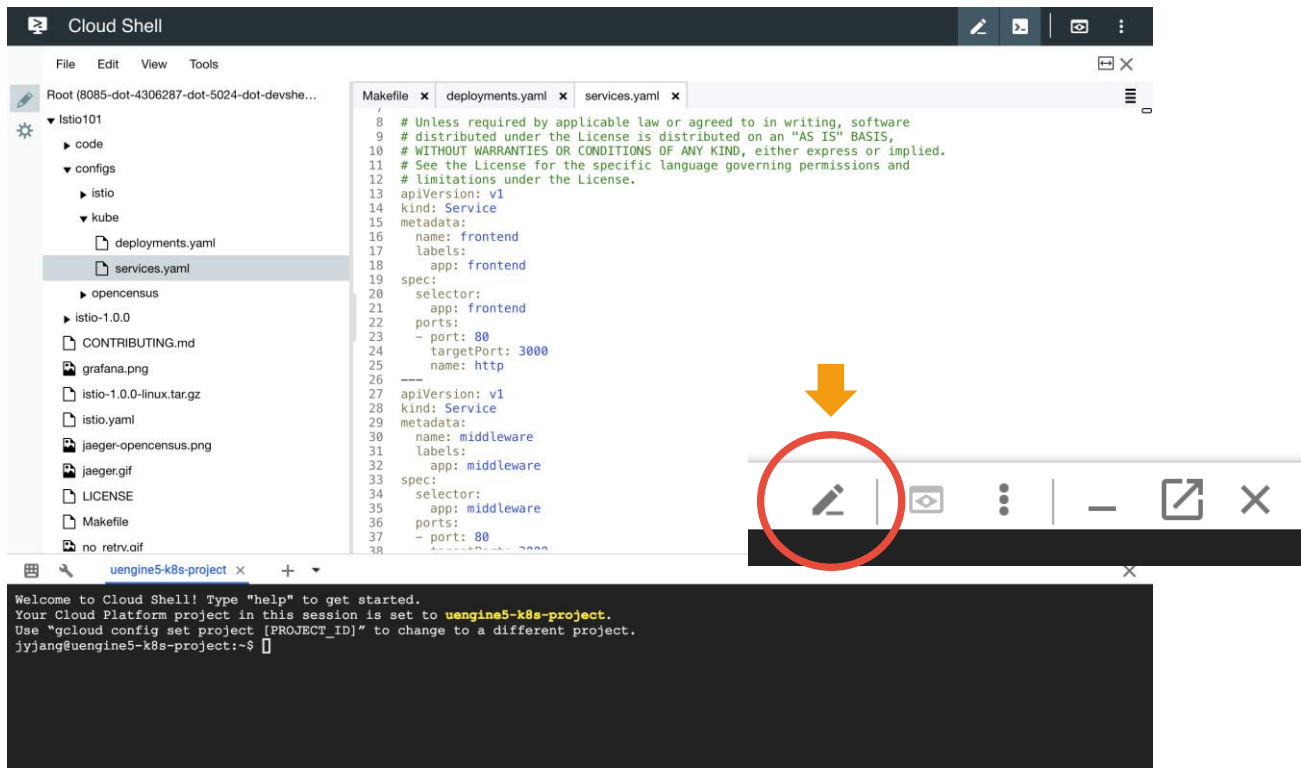 Cloud Shell
File Edit View Tools
Root (8085-dot-4306287-dot-5024-dot-devshe...
Istio101
code
configs
istio
kube
deployments.yaml
services.yaml
opencensus
istio-1.0.0
CONTRIBUTING.md
grafana.png
istio-1.0.0-linux.tar.gz
istio.yaml
jaeger-opencensus.png
jaeger.gif
LICENSE
Makefile
no_retry.gif
Makefile × deployments.yaml × services.yaml ×
7
8 # Unless required by applicable law or agreed to in writing, software
9 # distributed under the License is distributed on an "AS IS" BASIS,
10 # WITHOUT WARRANTIES OR CONDITIONS OF ANY KIND, either express or implied.
11 # See the License for the specific language governing permissions and
12 # limitations under the License.
13 apiVersion: v1
14 kind: Service
15 metadata:
16   name: frontend
17   labels:
18     app: frontend
19 spec:
20   selector:
21     app: frontend
22   ports:
23   - port: 80
24     targetPort: 3000
25     name: http
26 ---
27 apiVersion: v1
28 kind: Service
29 metadata:
30   name: middleware
31   labels:
32     app: middleware
33 spec:
34   selector:
35     app: middleware
36   ports:
37   - port: 80
38     targetPort: 3000
uengine5-k8s-project ×
Welcome to Cloud Shell! Type "help" to get started.
Your Cloud Platform project in this session is set to uengine5-k8s-project.
Use "gcloud config set project [PROJECT_ID]" to change to a different project.
jyjang@uengine5-k8s-project:~$